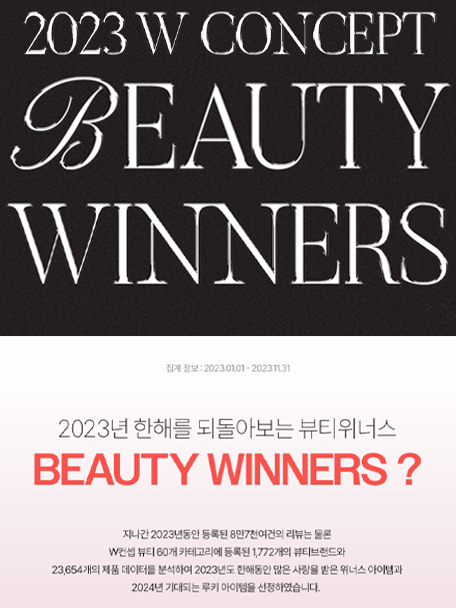 2023 W CONCEPT
BEAUTY
WINNERS
집계 정보 : 2023.01.01 - 2023.11.31
2023년 한해를 되돌아보는 뷰티위너스
BEAUTY WINNERS ?
지나간 2023년동안 등록된 8만7천여건의 리뷰는 물론
W컨셉 뷰티 60개 카테고리에 등록된 1,772개의 뷰티브랜드와
23,654개의 제품 데이터를 분석하여 2023년도 한해동안 많은 사랑을 받은 위너스 아이템과
2024년 기대되는 루키 아이템을 선정하였습니다.